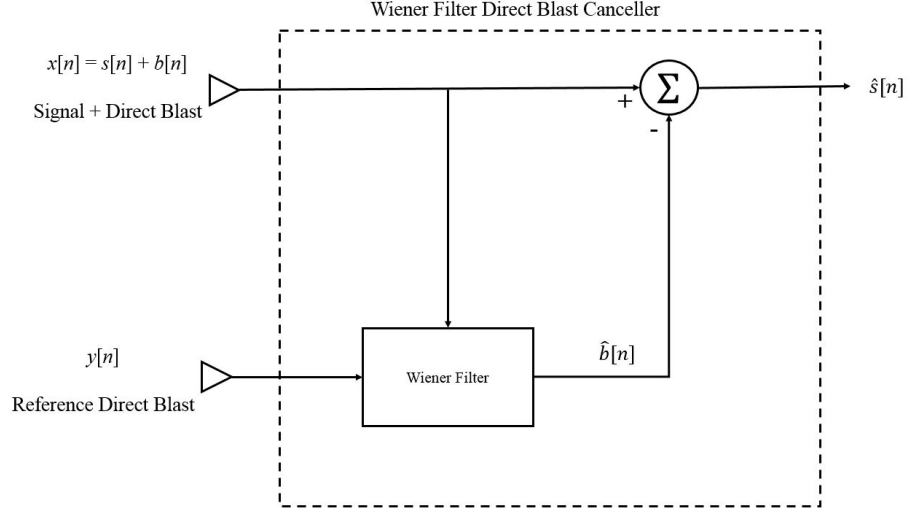 Wiener Filter Direct Blast Canceller
x[n] = s[n] + b[n]
Signal + Direct Blast
Σ
+
-
ŝ[n]
y[n]
Reference Direct Blast
Wiener Filter
b̂[n]